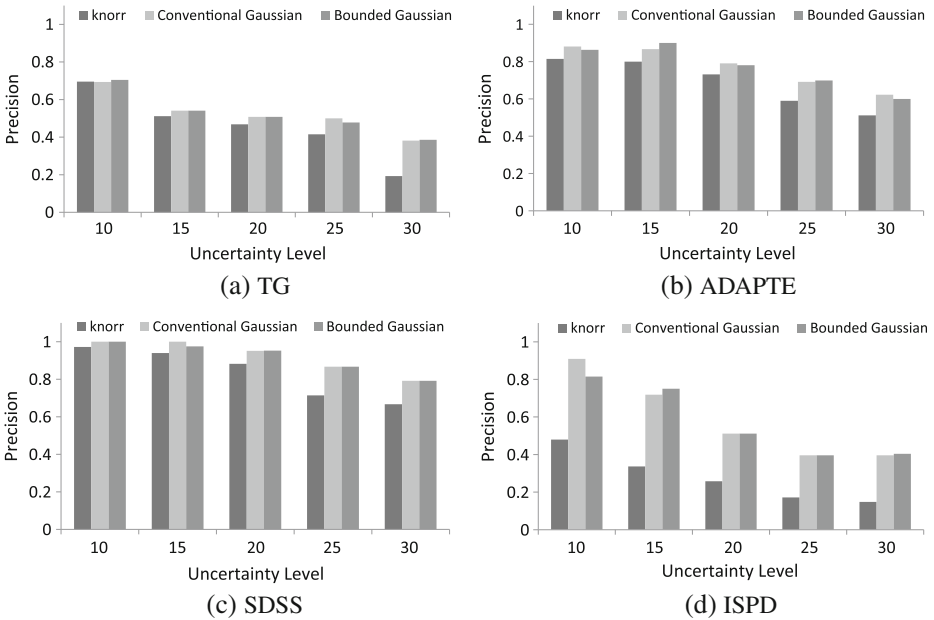 knorr Conventional Gaussian Bounded Gaussian
1
0.8
0.6
0.4
0.2
0
Precision
10 15 20 25 30
Uncertainty Level
(a) TG
knorr Conventional Gaussian Bounded Gaussian
1
0.8
0.6
0.4
0.2
0
Precision
10 15 20 25 30
Uncertainty Level
(b) ADAPTE
knorr Conventional Gaussian Bounded Gaussian
1
0.8
0.6
0.4
0.2
0
Precision
10 15 20 25 30
Uncertainty Level
(c) SDSS
knorr Conventional Gaussian Bounded Gaussian
1
0.8
0.6
0.4
0.2
0
Precision
10 15 20 25 30
Uncertainty Level
(d) ISPD